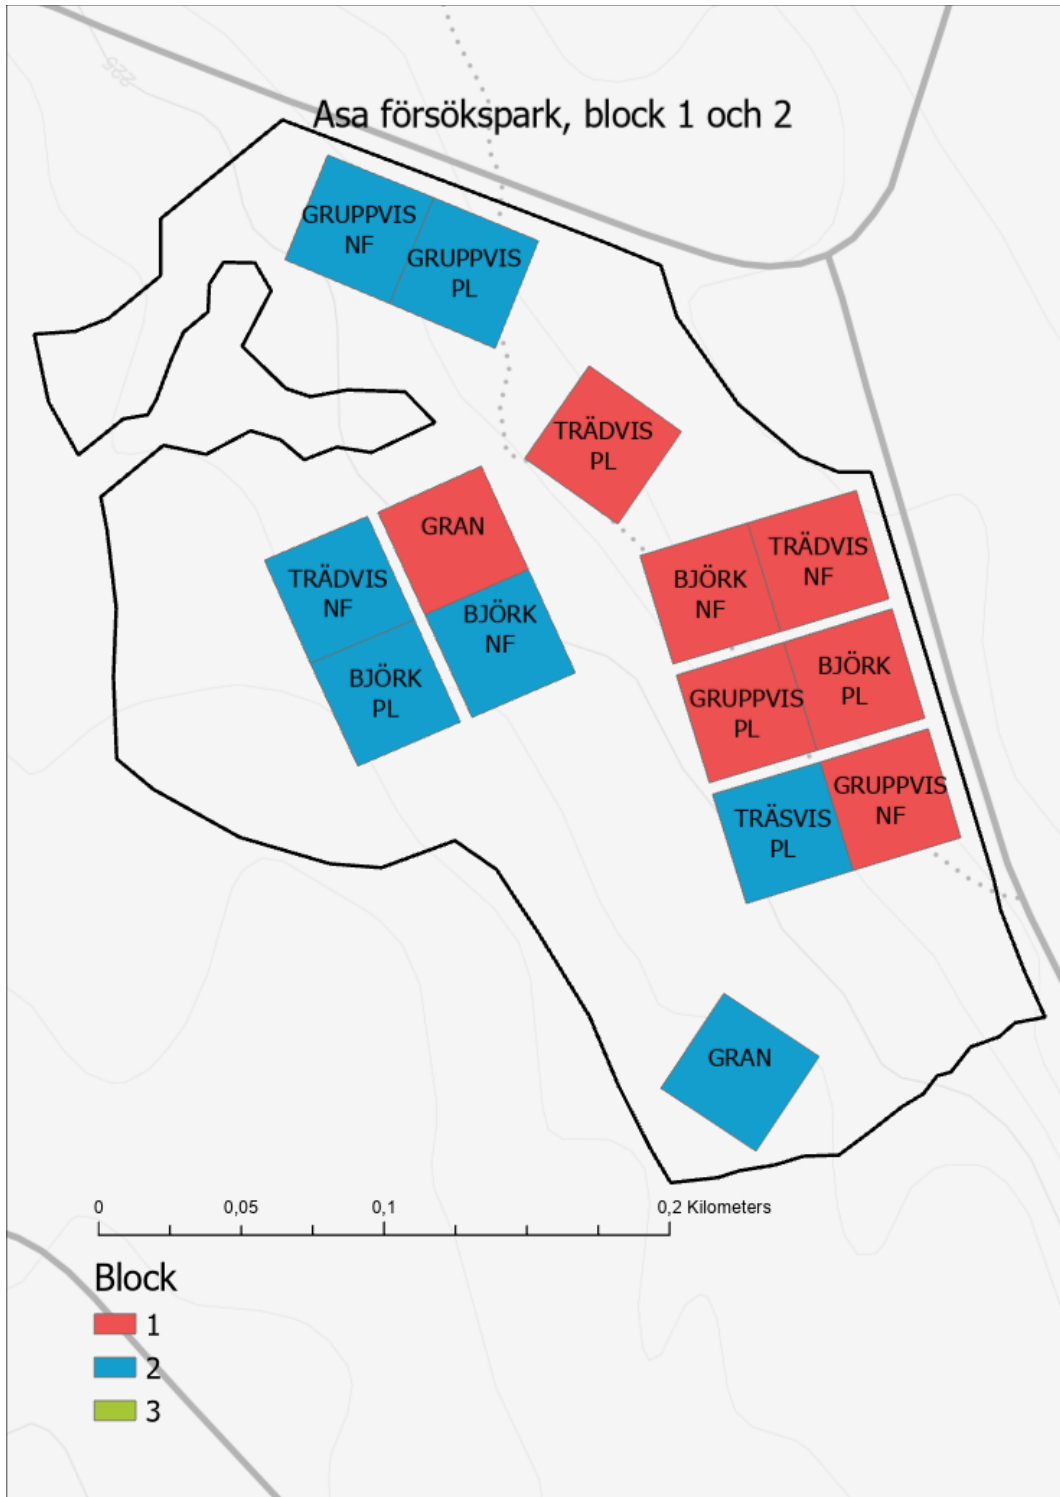 Asa försökspark, block 1 och 2
225
GRUPPVIS
NF
GRUPPVIS
PL
TRÄDVIS
PL
GRAN
TRÄDVIS
NF
BJÖRK
NF
BJÖRK
PL
BJÖRK
NF
TRÄDVIS
NF
GRUPPVIS
PL
BJÖRK
PL
TRÄSVIS
PL
GRUPPVIS
NF
GRAN
0 0,05 0,1 0,2 Kilometers
Block
1
2
3